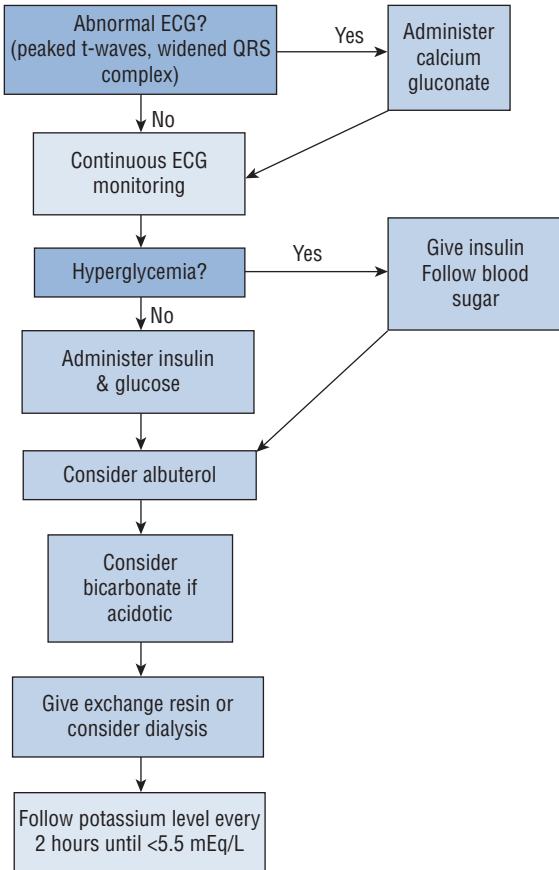 Abnormal ECG?
(peaked t-waves, widened QRS
complex)
Yes
Administer
calcium
gluconate
No
Continuous ECG
monitoring
Hyperglycemia?
Yes
Give insulin
Follow blood
sugar
No
Administer insulin
& glucose
Consider albuterol
Consider
bicarbonate if
acidotic
Give exchange resin or
consider dialysis
Follow potassium level every
2 hours until <5.5 mEq/L